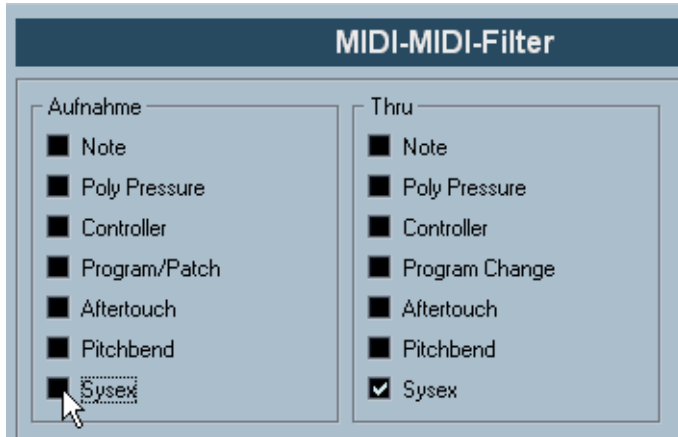 MIDI-MIDI-Filter
Aufnahme
Note
Poly Pressure
Controller
Program/Patch
Aftertouch
Pitchbend
Sysex
Thru
Note
Poly Pressure
Controller
Program Change
Aftertouch
Pitchbend
Sysex